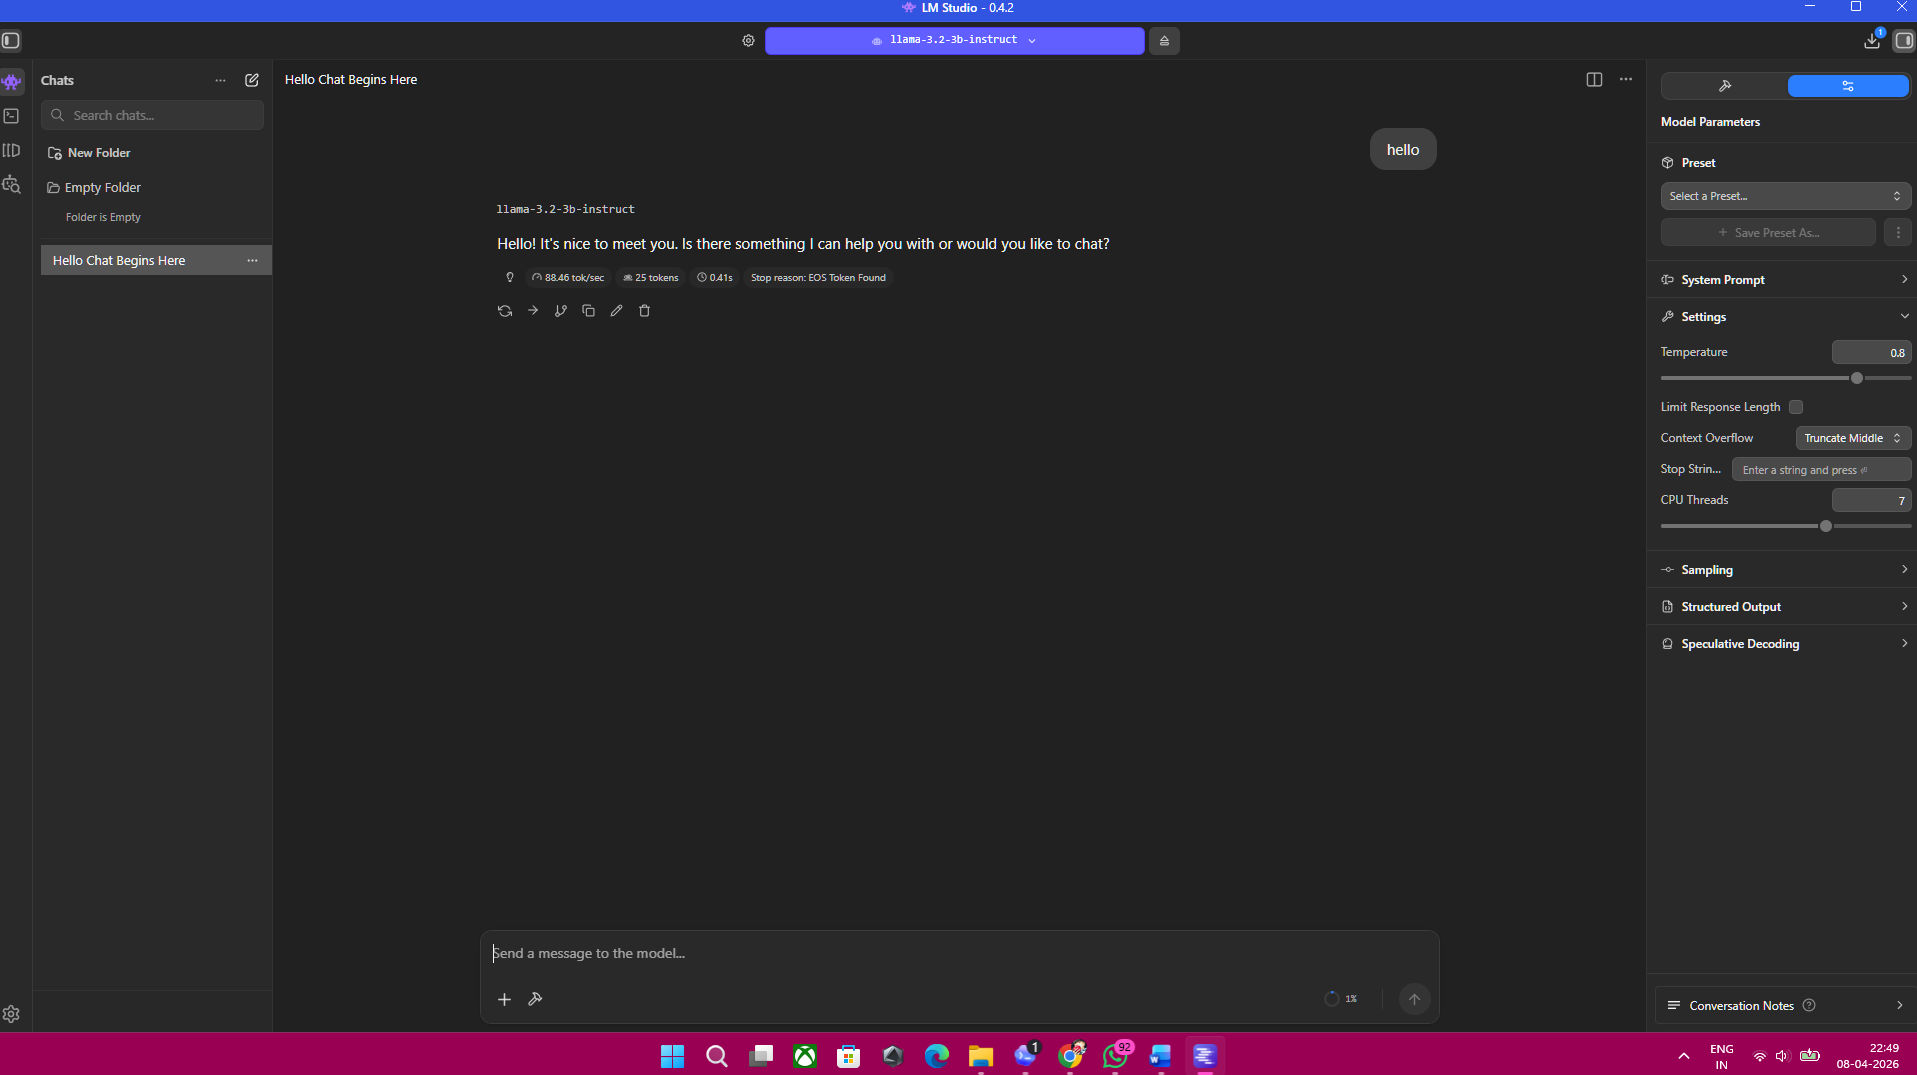 LM Studio - 0.4.2
llama-3.2-3b-instruct
1
Chats
Search chats...
New Folder
Empty Folder
Folder is Empty
Hello Chat Begins Here
Hello Chat Begins Here
hello
llama-3.2-3b-instruct
Hello! It's nice to meet you. Is there something I can help you with or would you like to chat?
88.46 tok/sec
25 tokens
0.41s
Stop reason: EOS Token Found
Send a message to the model...
1%
Model Parameters
Preset
Select a Preset...
+ Save Preset As...
System Prompt
Settings
Temperature 0.8
Limit Response Length
Context Overflow Truncate Middle
Stop Strin... Enter a string and press ⏎
CPU Threads 7
Sampling
Structured Output
Speculative Decoding
Conversation Notes
1
92
ENG
IN
22:49
08-04-2026